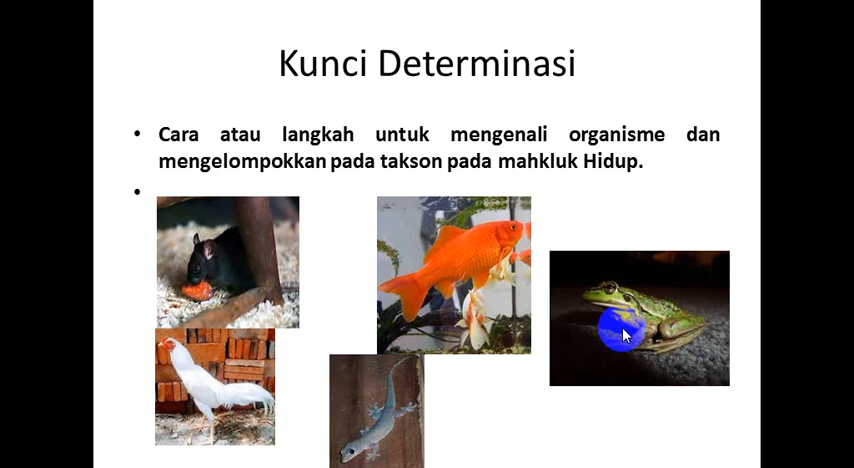 Kunci Determinasi
• Cara atau langkah untuk mengenali organisme dan
mengelompokkan pada takson pada mahkluk Hidup.
•